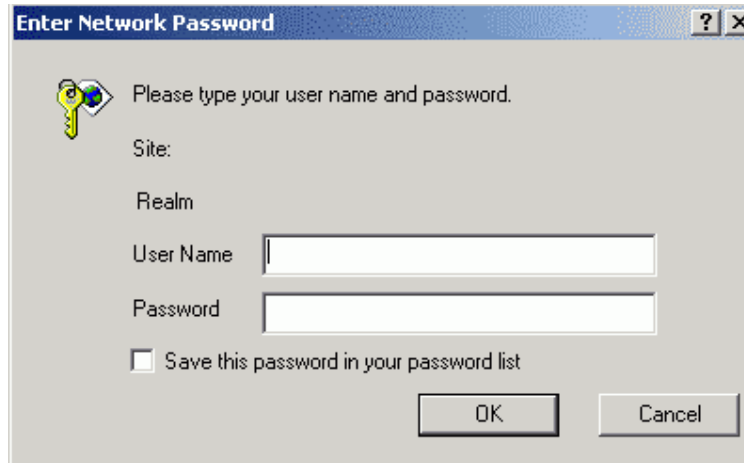 Enter Network Password
Please type your user name and password.
Site:
Realm
User Name
Password
Save this password in your password list
OK
Cancel